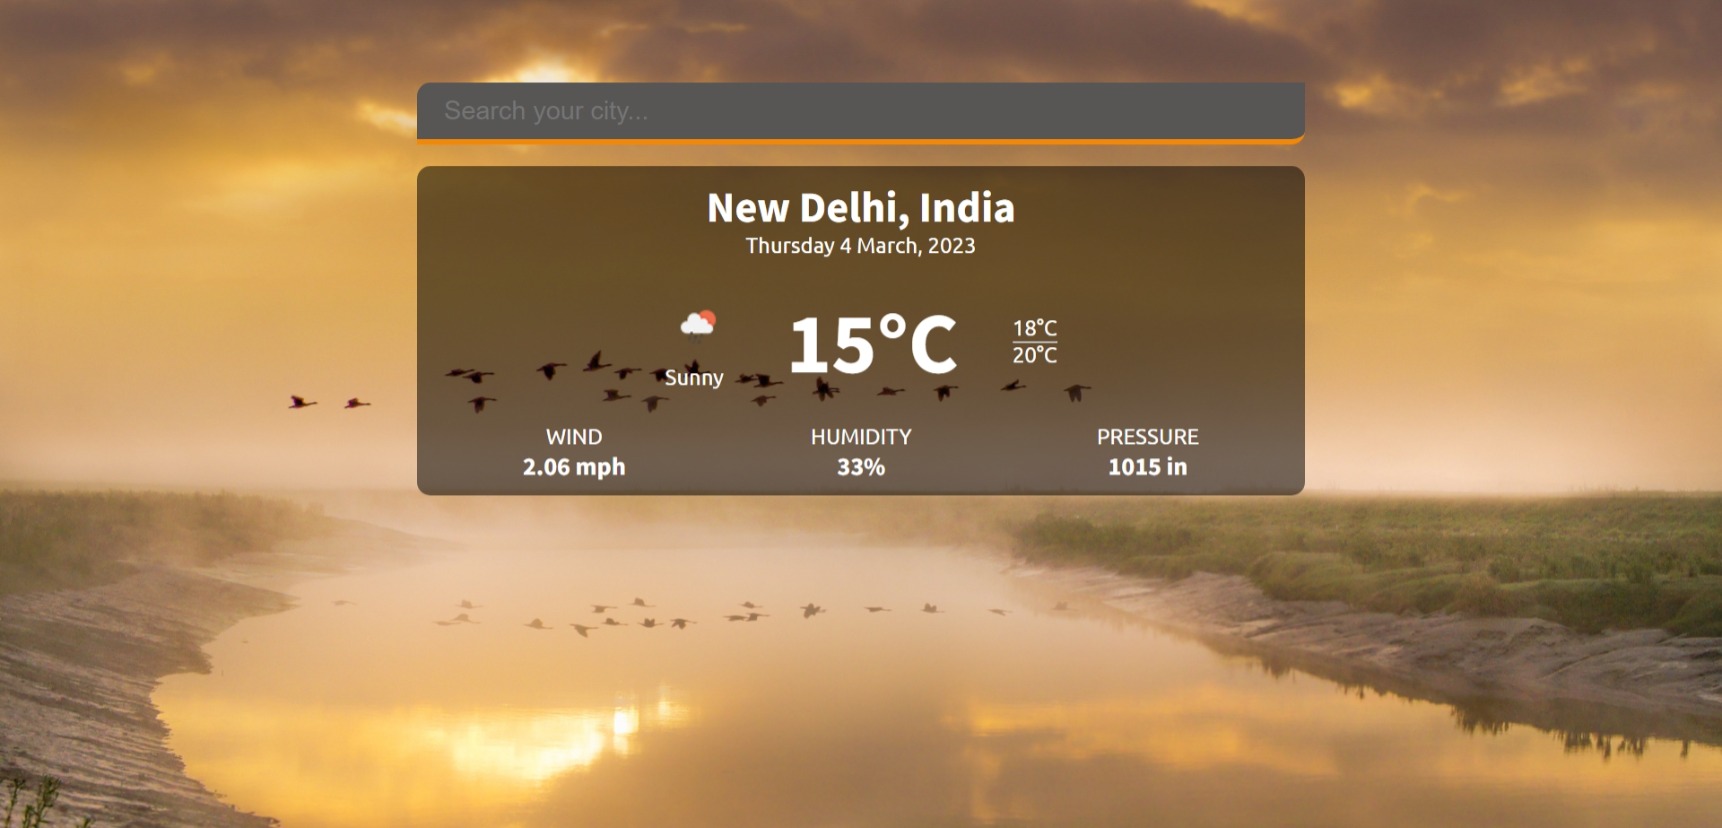 Search your city...
New Delhi, India
Thursday 4 March, 2023
Sunny
15°C
18°C
20°C
WIND
2.06 mph
HUMIDITY
33%
PRESSURE
1015 in